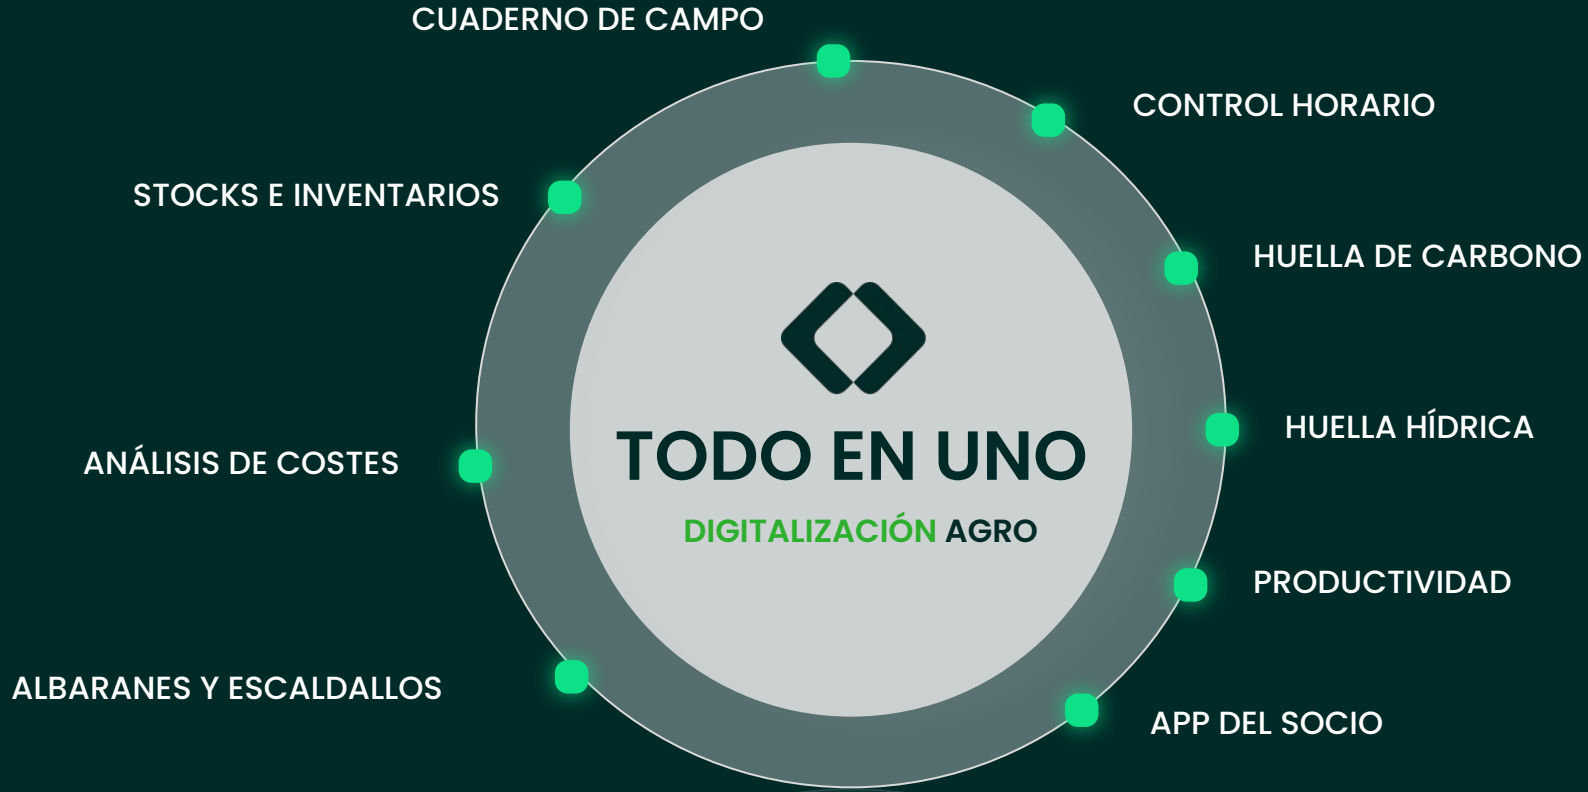 CUADERNO DE CAMPO
CONTROL HORARIO
STOCKS E INVENTARIOS
HUELLA DE CARBONO
HUELLA HÍDRICA
TODO EN UNO
ANÁLISIS DE COSTES
DIGITALIZACIÓN AGRO
PRODUCTIVIDAD
ALBARANES Y ESCALDALLOS
APP DEL SOCIO